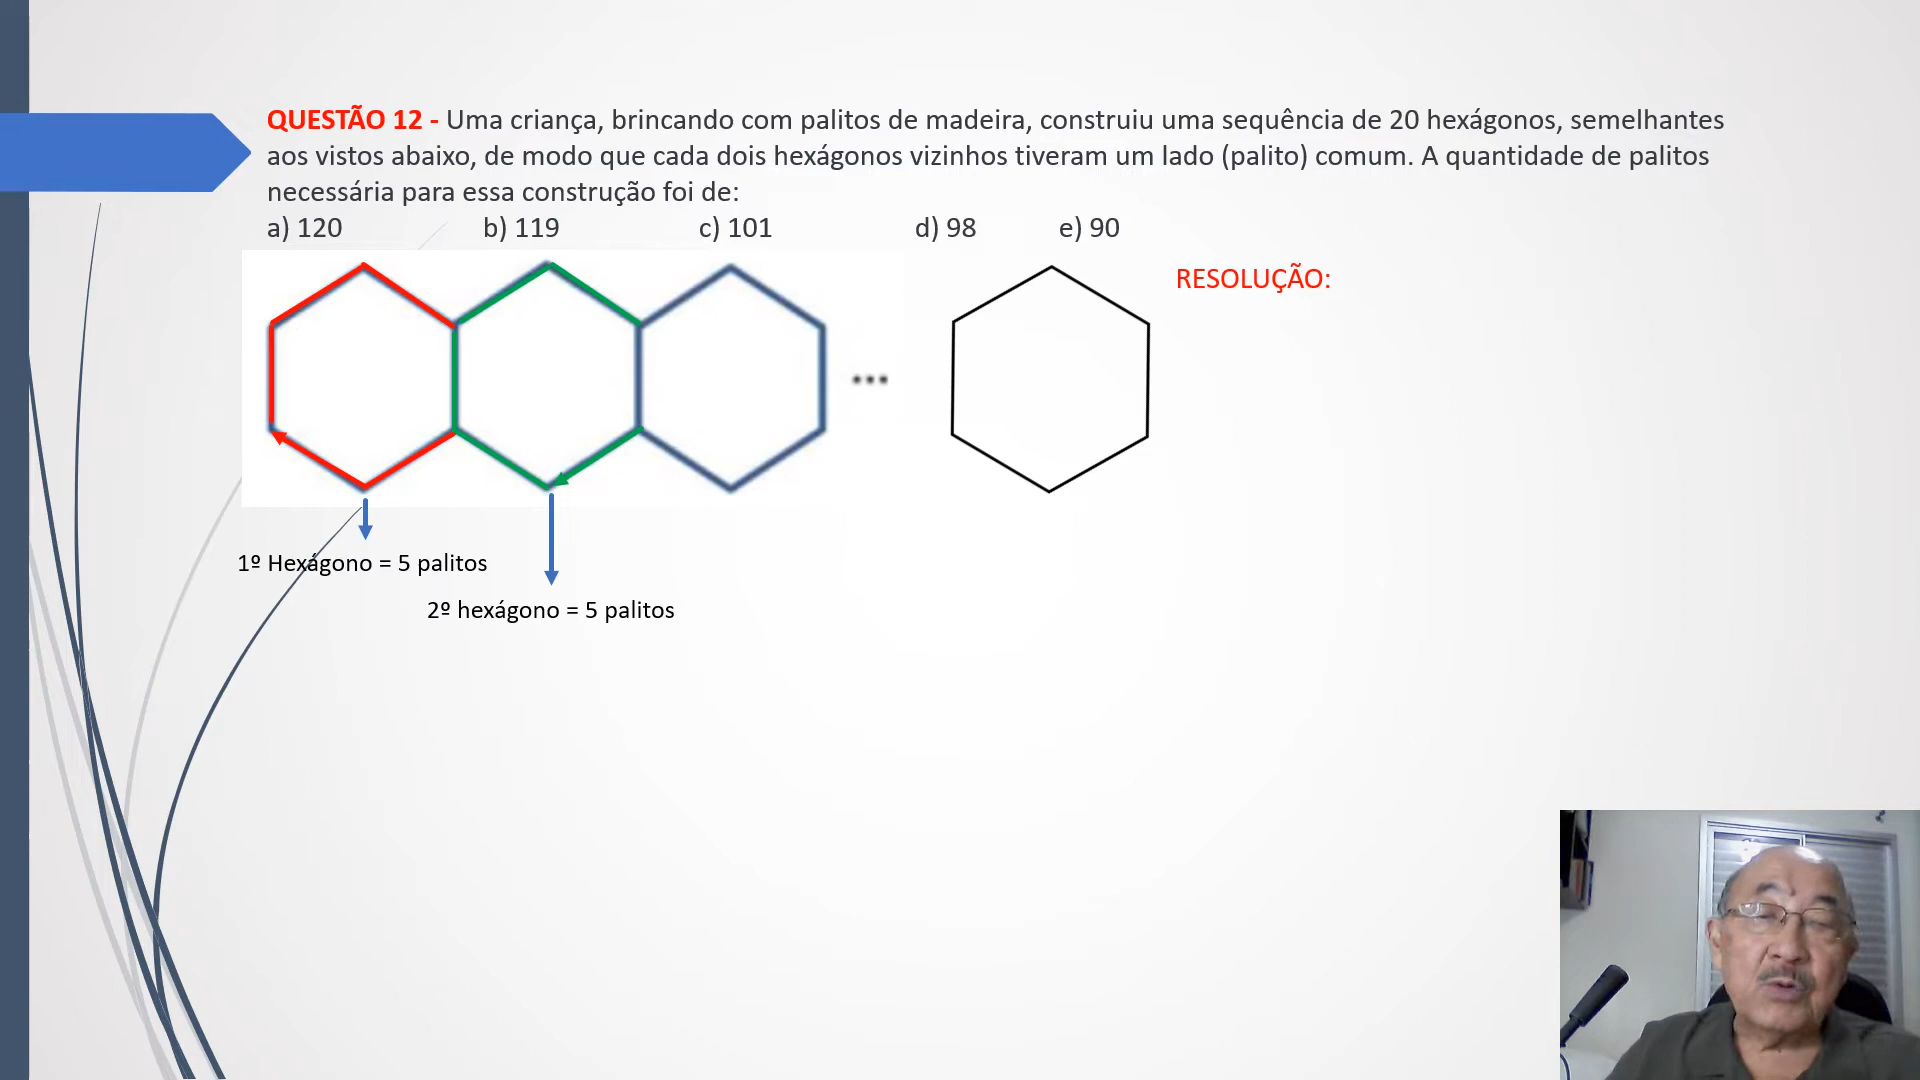 QUESTÃO 12 - Uma criança, brincando com palitos de madeira, construiu uma sequência de 20 hexágonos, semelhantes
aos vistos abaixo, de modo que cada dois hexágonos vizinhos tiveram um lado (palito) comum. A quantidade de palitos
necessária para essa construção foi de:
a) 120 b) 119 c) 101 d) 98 e) 90
RESOLUÇÃO:
...
1º Hexágono = 5 palitos
2º hexágono = 5 palitos